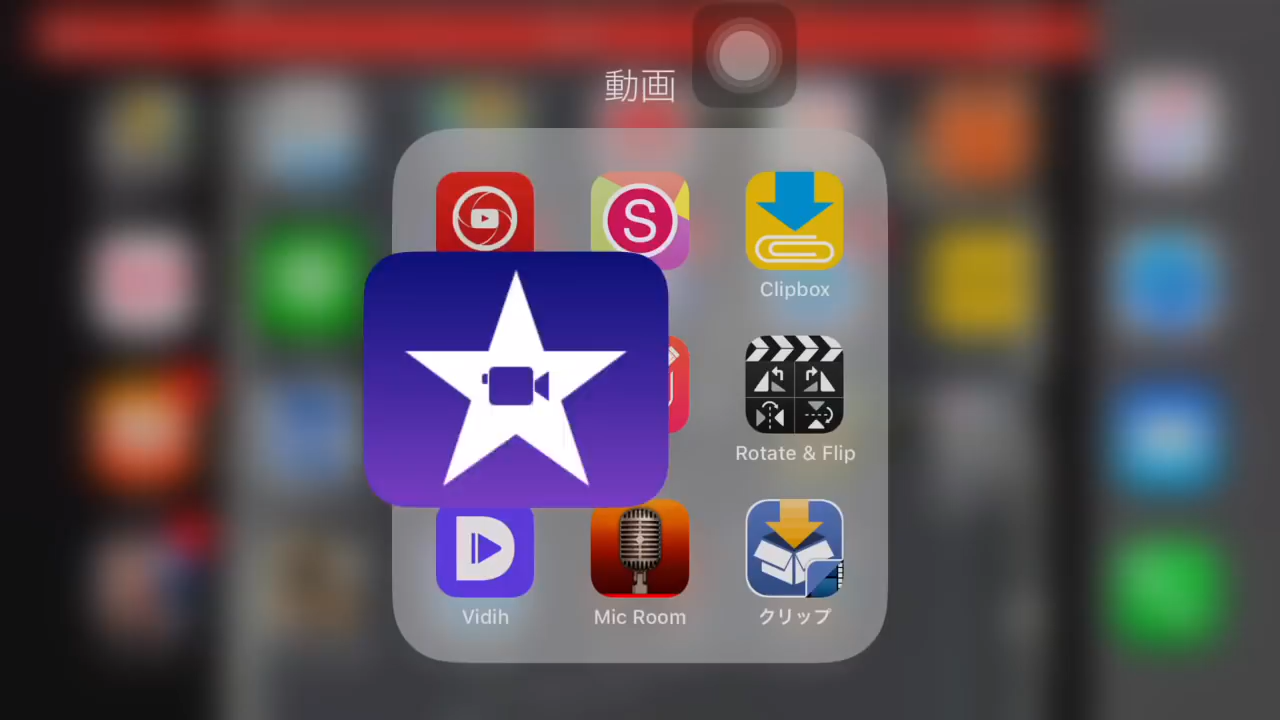 動画
S
Clipbox
Rotate & Flip
Vidih
Mic Room
クリップ